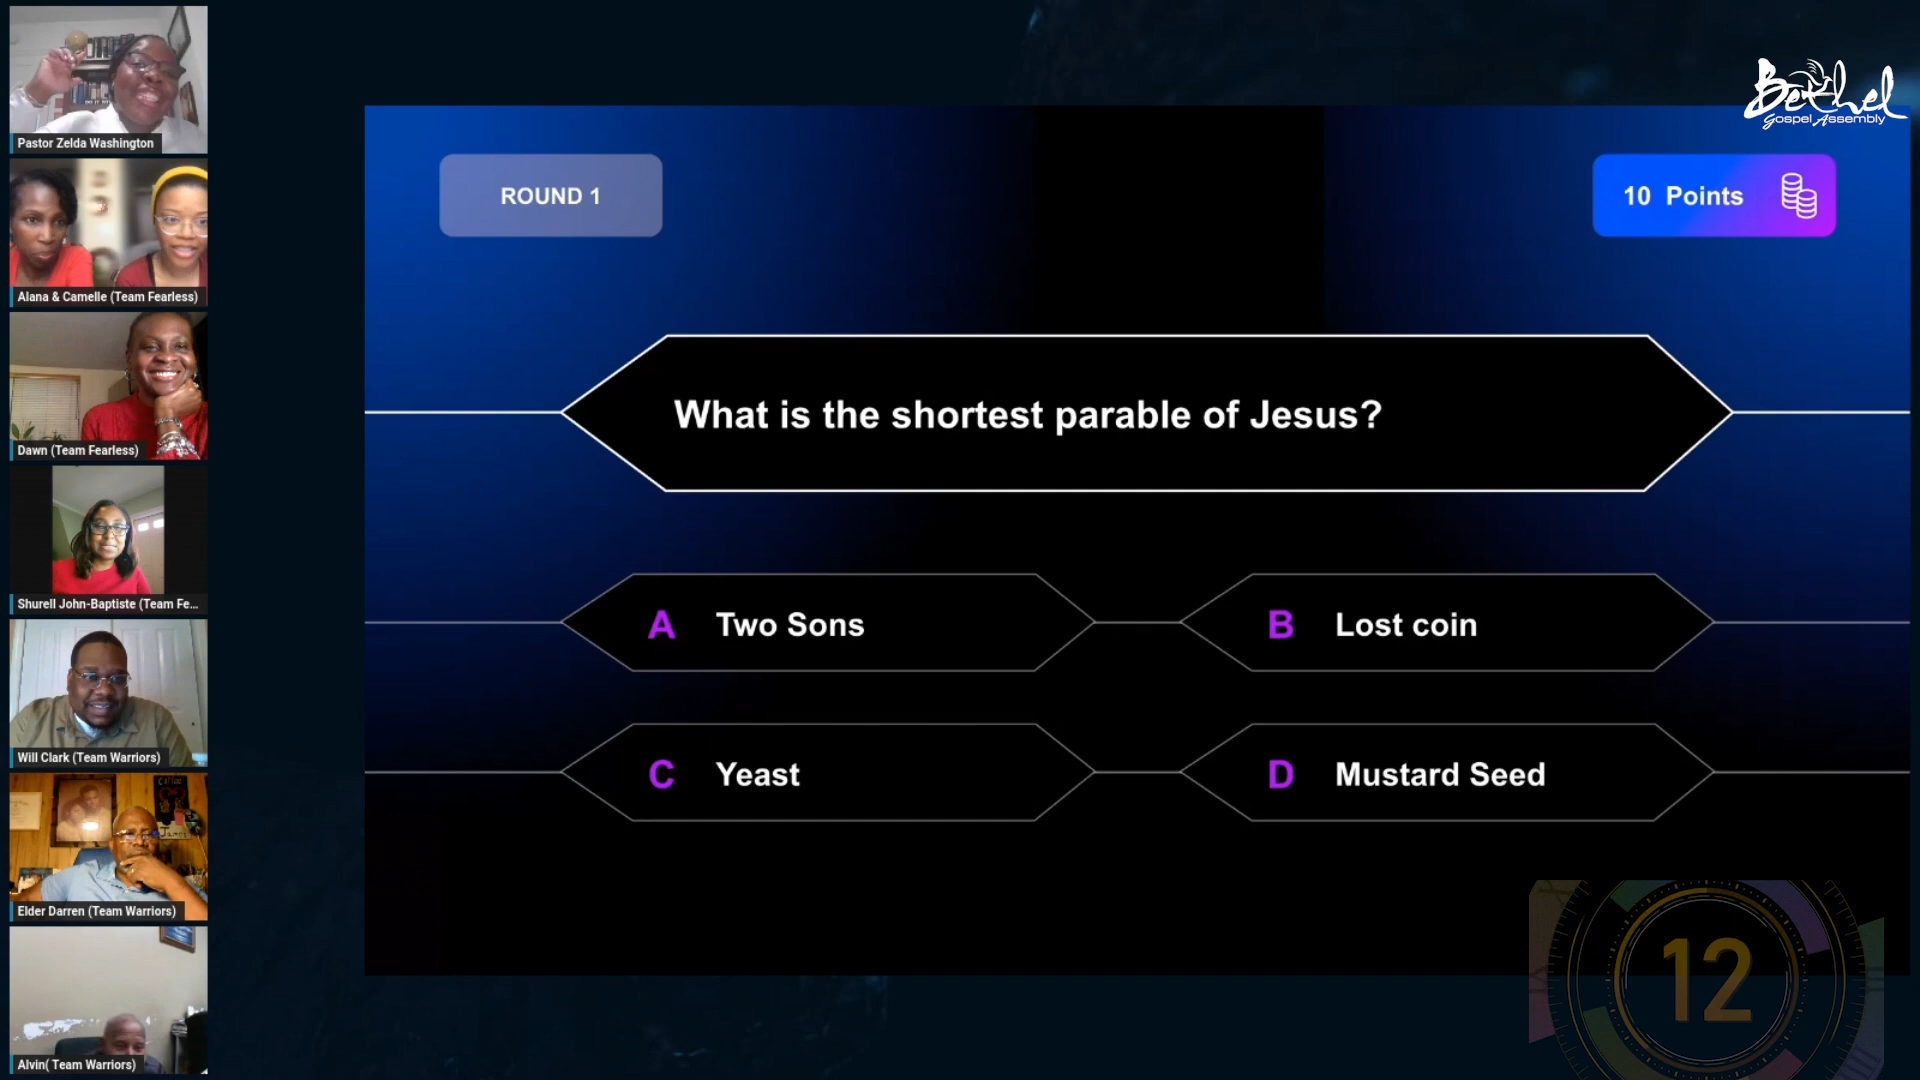 Bethel
Gospel Assembly
ROUND 1
10 Points
What is the shortest parable of Jesus?
A Two Sons
B Lost coin
C Yeast
D Mustard Seed
12
Pastor Zelda Washington
Alana & Camelle (Team Fearless)
Dawn (Team Fearless)
Shurell John-Baptiste (Team Fe...
Will Clark (Team Warriors)
Coffee
James
Elder Darren (Team Warriors)
Alvin( Team Warriors)